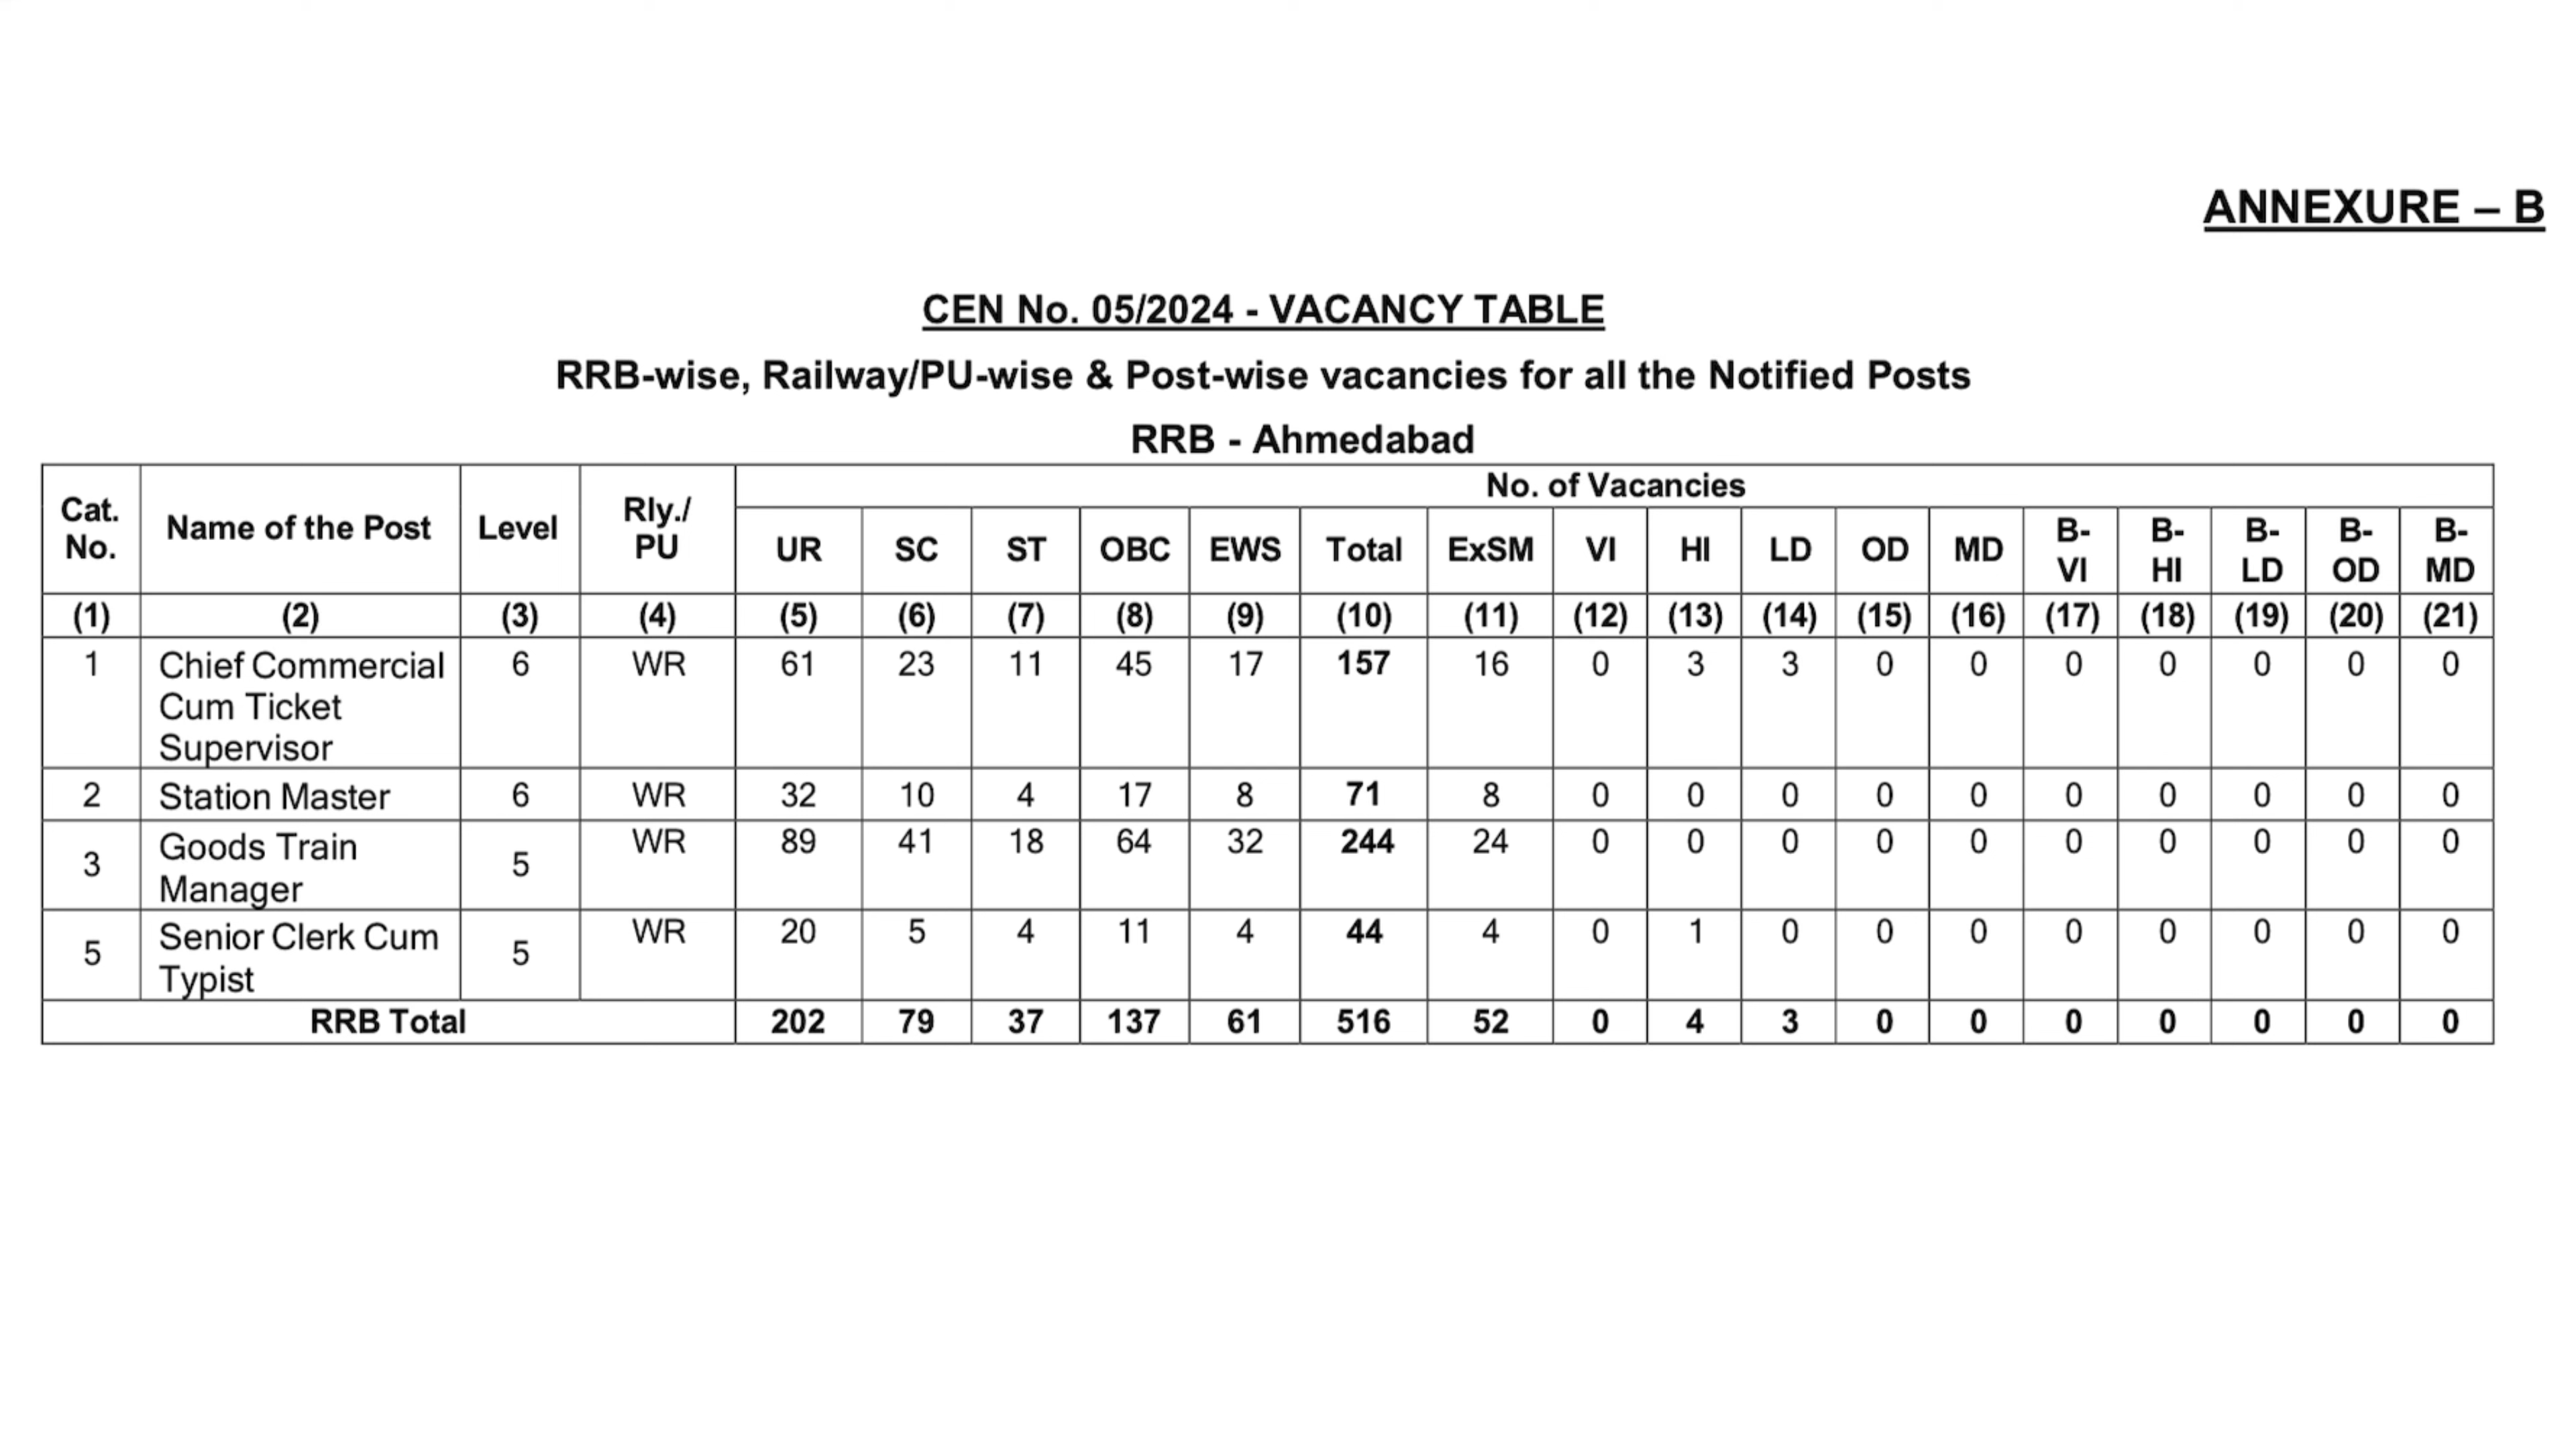 ANNEXURE – B
CEN No. 05/2024 - VACANCY TABLE
RRB-wise, Railway/PU-wise & Post-wise vacancies for all the Notified Posts
RRB - Ahmedabad
Cat. No. Name of the Post Level Rly./ PU No. of Vacancies
UR SC ST OBC EWS Total ExSM VI HI LD OD MD B-VI B-HI B-LD B-OD B-MD
(1) (2) (3) (4) (5) (6) (7) (8) (9) (10) (11) (12) (13) (14) (15) (16) (17) (18) (19) (20) (21)
1 Chief Commercial Cum Ticket Supervisor 6 WR 61 23 11 45 17 157 16 0 3 3 0 0 0 0 0 0 0
2 Station Master 6 WR 32 10 4 17 8 71 8 0 0 0 0 0 0 0 0 0 0
3 Goods Train Manager 5 WR 89 41 18 64 32 244 24 0 0 0 0 0 0 0 0 0 0
5 Senior Clerk Cum Typist 5 WR 20 5 4 11 4 44 4 0 1 0 0 0 0 0 0 0 0
RRB Total 202 79 37 137 61 516 52 0 4 3 0 0 0 0 0 0 0